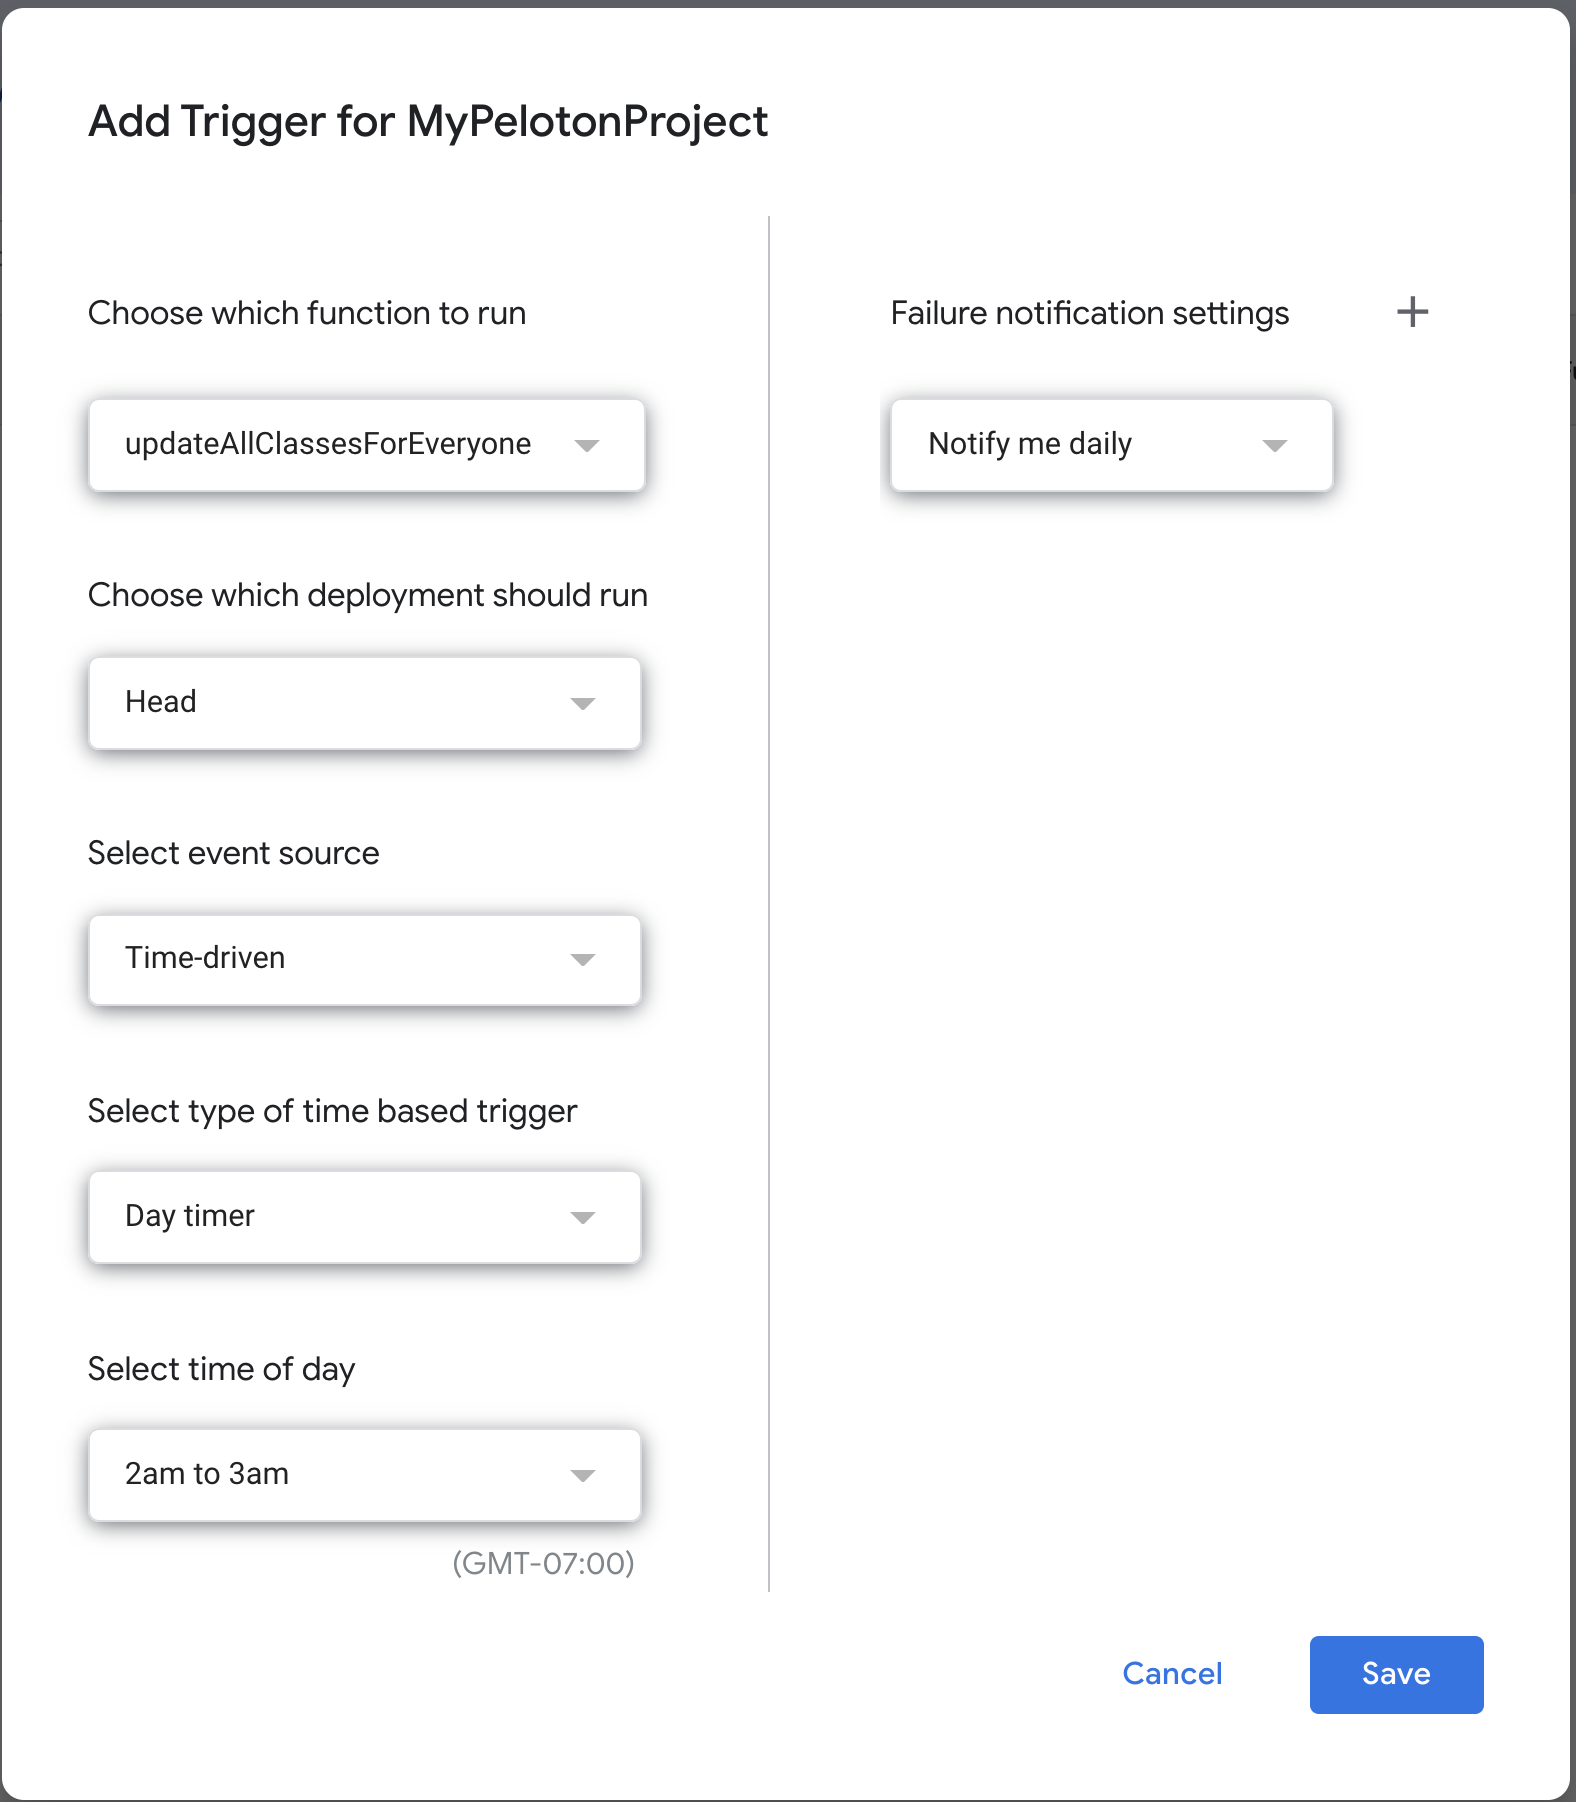 Add Trigger for MyPelotonProject
Choose which function to run
updateAllClassesForEveryone
Choose which deployment should run
Head
Select event source
Time-driven
Select type of time based trigger
Day timer
Select time of day
2am to 3am
(GMT-07:00)
Failure notification settings
Notify me daily
Cancel
Save